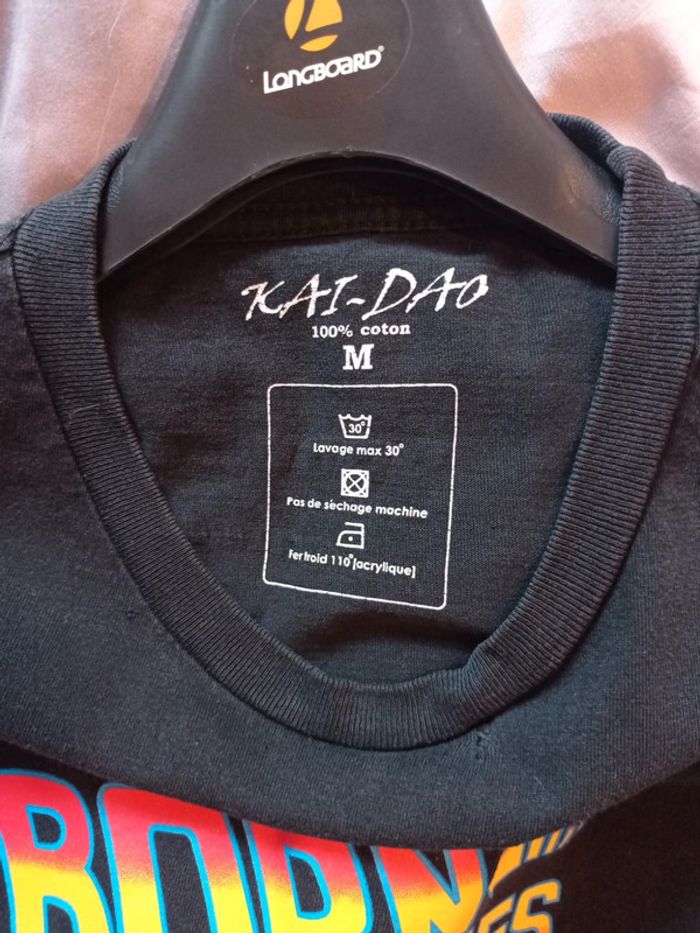 LONGBOARD®
KAI-DAO
100% coton
M
30°
Lavage max 30°
Pas de séchage machine
Fer froid 110°[acrylique]